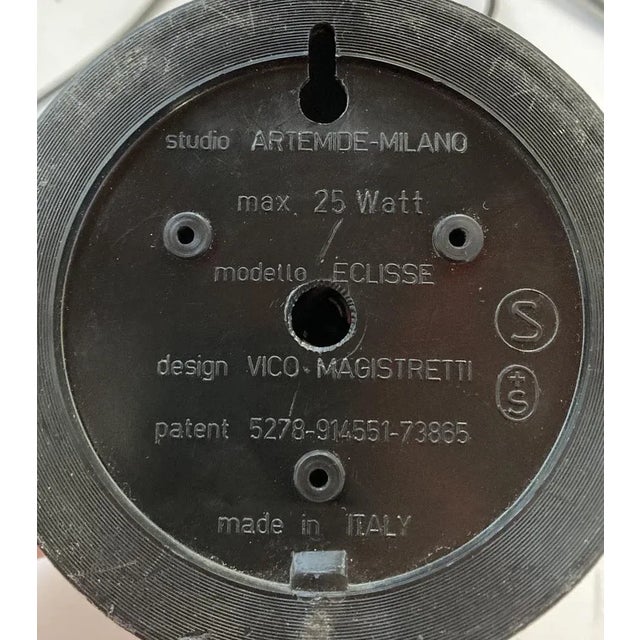 studio ARTEMIDE-MILANO
max. 25 Watt
modello ECLISSE
S
design VICO MAGISTRETTI
+S
patent 5278-914551-73865
made in ITALY